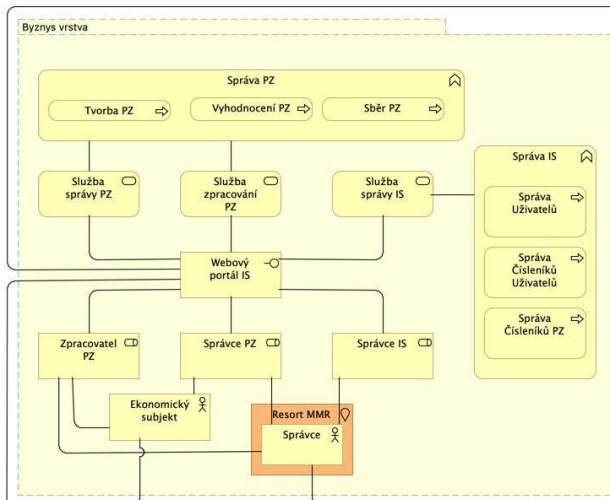 Byznys vrstva
Správa PZ
Tvorba PZ
Vyhodnocení PZ
Sběr PZ
Služba
správy PZ
Služba
zpracování
PZ
Služba
správy IS
Správa IS
Správa
Uživatelů
Správa
Čísleníků
Uživatelů
Správa
Čísleníků PZ
Webový
portál IS
Zpracovatel
PZ
Správce PZ
Správce IS
Ekonomický
subjekt
Resort MMR
Správce